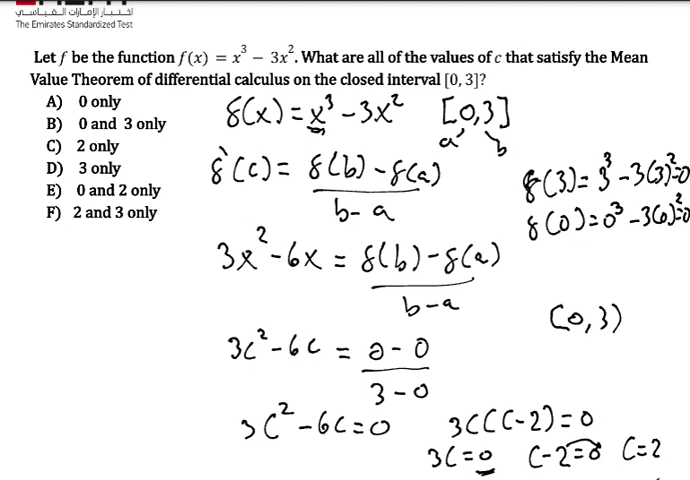 اختبار الإمارات القياسي
The Emirates Standardized Test
Let f be the function f(x) = x³ − 3x². What are all of the values of c that satisfy the Mean
Value Theorem of differential calculus on the closed interval [0, 3]?
A) 0 only
B) 0 and 3 only
C) 2 only
D) 3 only
E) 0 and 2 only
F) 2 and 3 only
f(x) = x³ − 3x² [0,3]
a b
f'(c) = f(b) - f(a)
b - a
f(3) = 3³ - 3(3)² = 0
f(0) = 0³ - 3(0)² = 0
3x² - 6x = f(b) - f(a)
b - a
(0,3)
3c² - 6c = 0 - 0
3 - 0
3c² - 6c = 0 3c(c-2) = 0
3c = 0 c - 2 = 0 c = 2